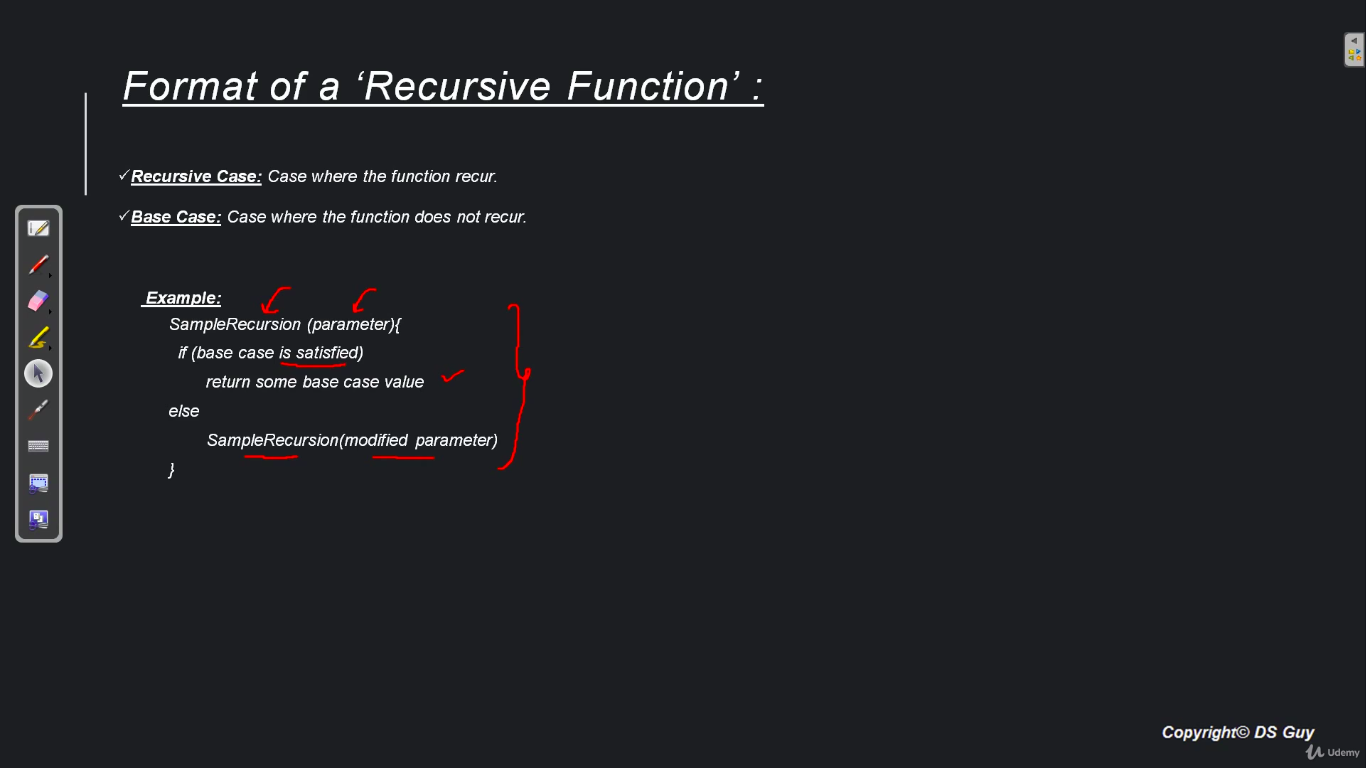 Format of a ‘Recursive Function’ :
✓Recursive Case: Case where the function recur.
✓Base Case: Case where the function does not recur.
Example:
SampleRecursion (parameter){
if (base case is satisfied)
return some base case value
else
SampleRecursion(modified parameter)
}
Copyright© DS Guy
Udemy